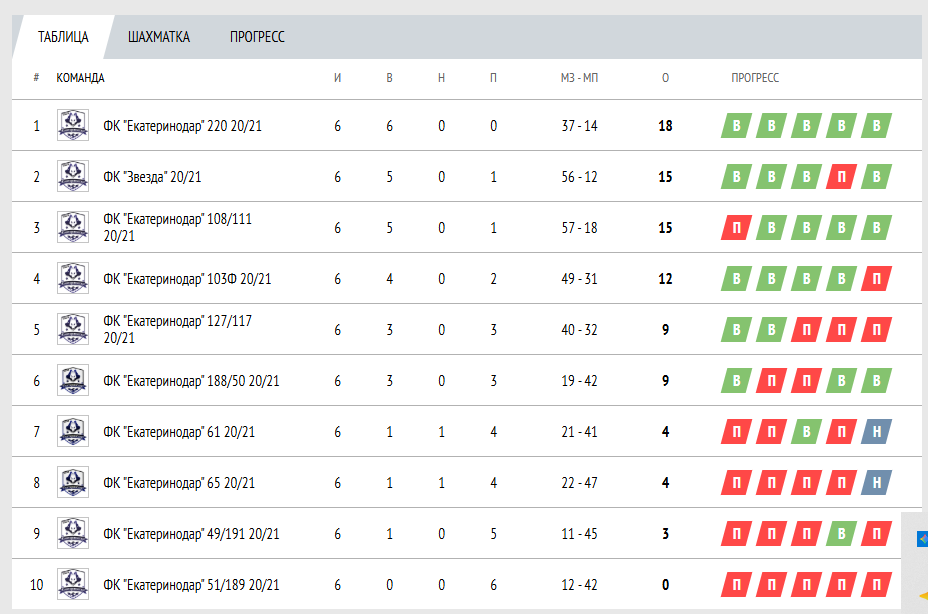 ТАБЛИЦА ШАХМАТКА ПРОГРЕСС
# КОМАНДА И В Н П МЗ - МП О ПРОГРЕСС
1 ФК "Екатеринодар" 220 20/21 6 6 0 0 37 - 14 18 В В В В В
2 ФК "Звезда" 20/21 6 5 0 1 56 - 12 15 В В В П В
3 ФК "Екатеринодар" 108/111
20/21 6 5 0 1 57 - 18 15 П В В В В
4 ФК "Екатеринодар" 103Ф 20/21 6 4 0 2 49 - 31 12 В В В В П
5 ФК "Екатеринодар" 127/117
20/21 6 3 0 3 40 - 32 9 В В П П П
6 ФК "Екатеринодар" 188/50 20/21 6 3 0 3 19 - 42 9 В П П В В
7 ФК "Екатеринодар" 61 20/21 6 1 1 4 21 - 41 4 П П В П Н
8 ФК "Екатеринодар" 65 20/21 6 1 1 4 22 - 47 4 П П П П Н
9 ФК "Екатеринодар" 49/191 20/21 6 1 0 5 11 - 45 3 П П П В П
10 ФК "Екатеринодар" 51/189 20/21 6 0 0 6 12 - 42 0 П П П П П